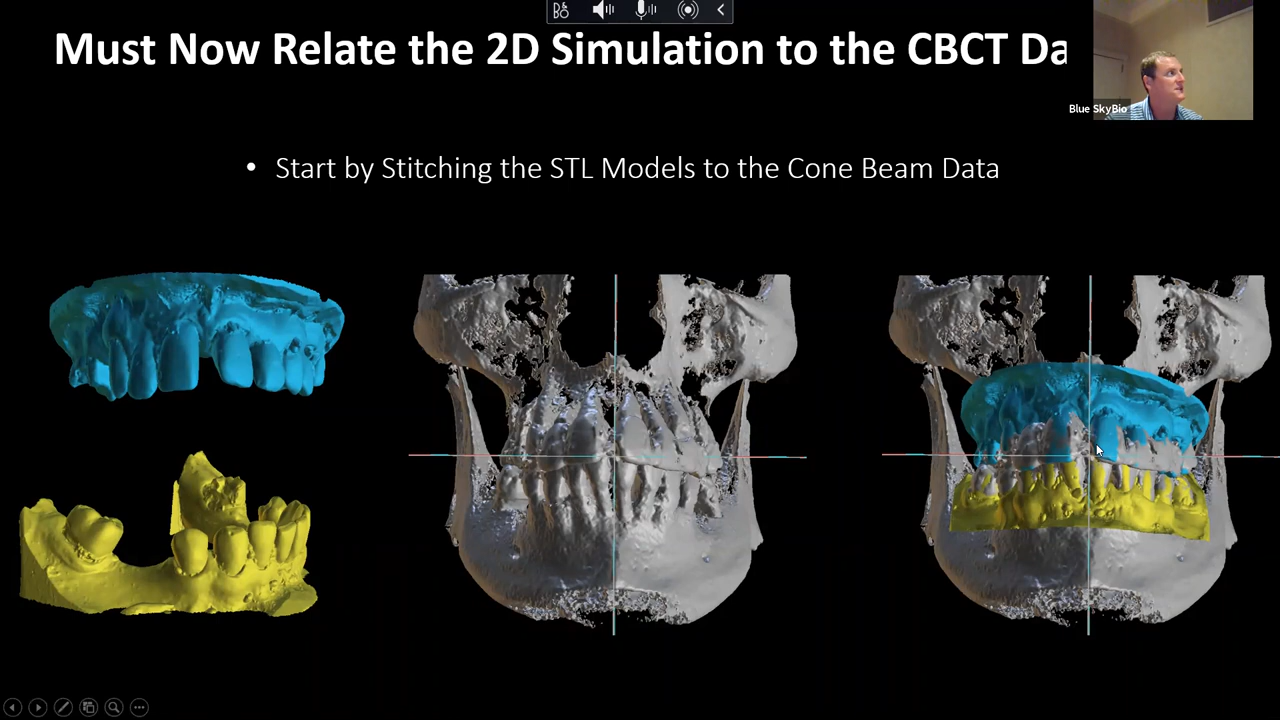 Must Now Relate the 2D Simulation to the CBCT Da
Blue SkyBio
• Start by Stitching the STL Models to the Cone Beam Data